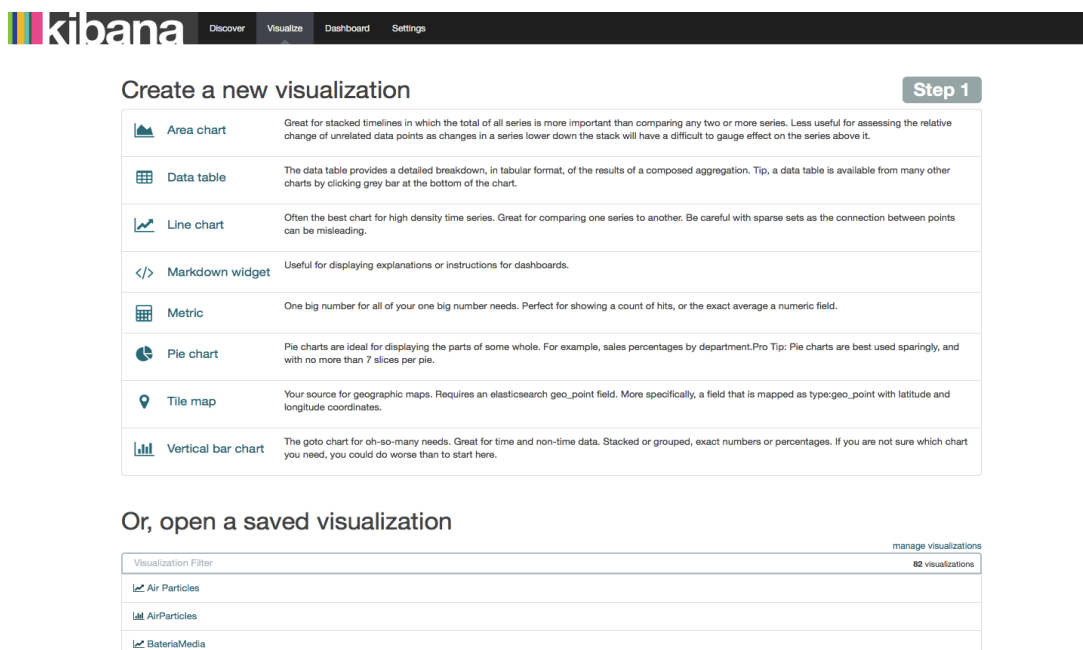 kibana
Discover
Visualize
Dashboard
Settings
Create a new visualization
Step 1
Area chart
Great for stacked timelines in which the total of all series is more important than comparing any two or more series. Less useful for assessing the relative
change of unrelated data points as changes in a series lower down the stack will have a difficult to gauge effect on the series above it.
Data table
The data table provides a detailed breakdown, in tabular format, of the results of a composed aggregation. Tip, a data table is available from many other
charts by clicking grey bar at the bottom of the chart.
Line chart
Often the best chart for high density time series. Great for comparing one series to another. Be careful with sparse sets as the connection between points
can be misleading.
Markdown widget
Useful for displaying explanations or instructions for dashboards.
Metric
One big number for all of your one big number needs. Perfect for showing a count of hits, or the exact average a numeric field.
Pie chart
Pie charts are ideal for displaying the parts of some whole. For example, sales percentages by department.Pro Tip: Pie charts are best used sparingly, and
with no more than 7 slices per pie.
Tile map
Your source for geographic maps. Requires an elasticsearch geo_point field. More specifically, a field that is mapped as type:geo_point with latitude and
longitude coordinates.
Vertical bar chart
The goto chart for oh-so-many needs. Great for time and non-time data. Stacked or grouped, exact numbers or percentages. If you are not sure which chart
you need, you could do worse than to start here.
Or, open a saved visualization
manage visualizations
Visualization Filter
82 visualizations
Air Particles
AirParticles
BateriaMedia